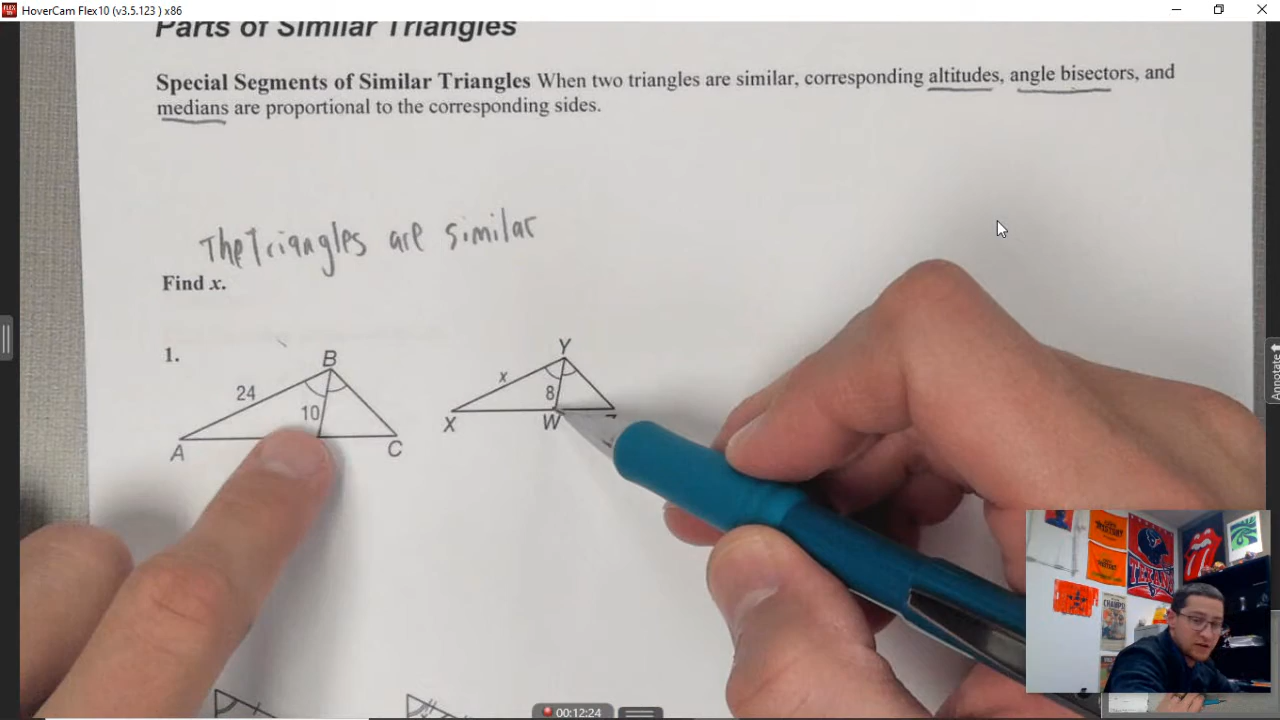 HoverCam Flex10 (v3.5.123 ) x86
Parts of Similar Triangles
Special Segments of Similar Triangles When two triangles are similar, corresponding altitudes, angle bisectors, and
medians are proportional to the corresponding sides.
The Triangles are similar
Find x.
1.
B
24
10
A
C
Y
x
8
X
W
Annotate
TEXANS
00:12:24